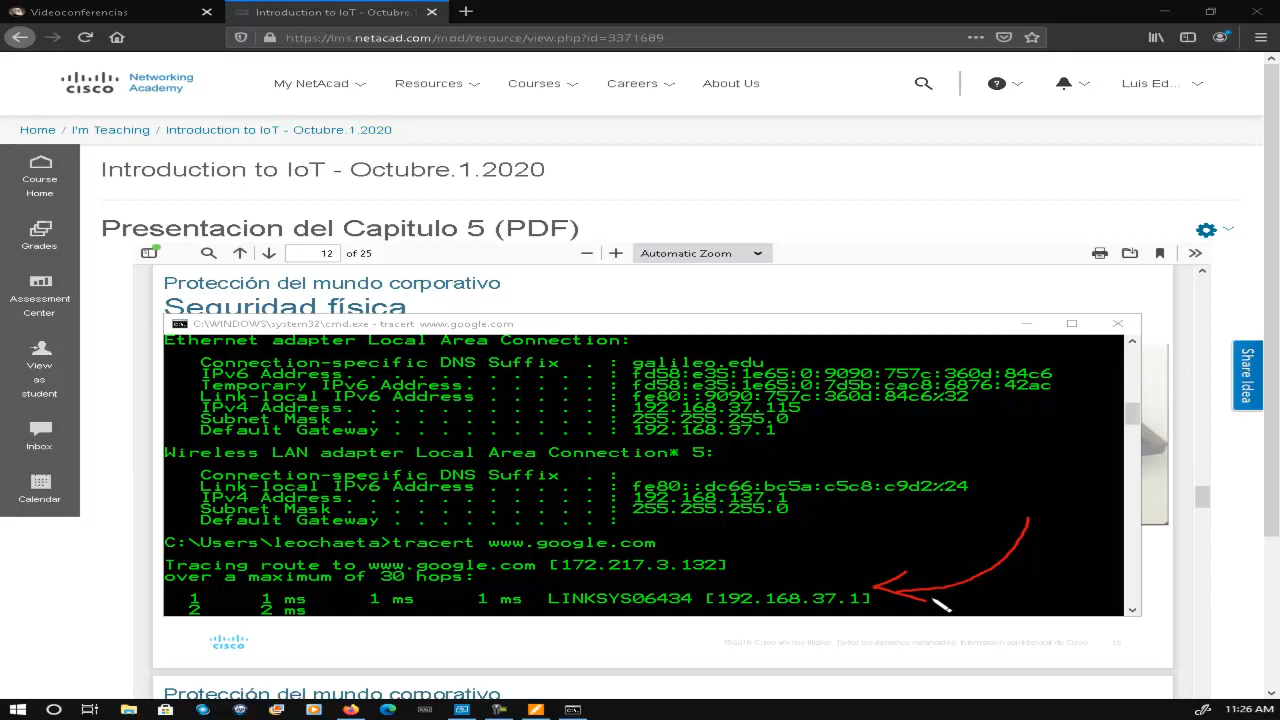 Videoconferencias
Introduction to IoT - Octubre.1.
https://lms.netacad.com/mod/resource/view.php?id=3371689
cisco Networking Academy
My NetAcad Resources Courses Careers About Us
Luis Ed...
Home / I'm Teaching / Introduction to IoT - Octubre.1.2020
Course Home
Grades
Assessment Center
View as student
Inbox
Calendar
Introduction to IoT - Octubre.1.2020
Presentacion del Capitulo 5 (PDF)
12 of 25 Automatic Zoom
Protección del mundo corporativo
Seguridad física
C:\WINDOWS\system32\cmd.exe - tracert www.google.com
Ethernet adapter Local Area Connection:
Connection-specific DNS Suffix . : galileo.edu
IPv6 Address. . . . . . . . . . . : fd58:e35:1e65:0:9090:757c:360d:84c6
Temporary IPv6 Address. . . . . . : fd58:e35:1e65:0:7d5b:cac8:6876:42ac
Link-local IPv6 Address . . . . . : fe80::9090:757c:360d:84c6%32
IPv4 Address. . . . . . . . . . . : 192.168.37.115
Subnet Mask . . . . . . . . . . . : 255.255.255.0
Default Gateway . . . . . . . . . : 192.168.37.1
Wireless LAN adapter Local Area Connection* 5:
Connection-specific DNS Suffix . :
Link-local IPv6 Address . . . . . : fe80::dc66:bc5a:c5c8:c9d2%24
IPv4 Address. . . . . . . . . . . : 192.168.137.1
Subnet Mask . . . . . . . . . . . : 255.255.255.0
Default Gateway . . . . . . . . . :
C:\Users\leochaeta>tracert www.google.com
Tracing route to www.google.com [172.217.3.132]
over a maximum of 30 hops:
1 1 ms 1 ms 1 ms LINKSYS06434 [192.168.37.1]
2 2 ms
Share Idea
cisco
Protección del mundo corporativo
11:26 AM